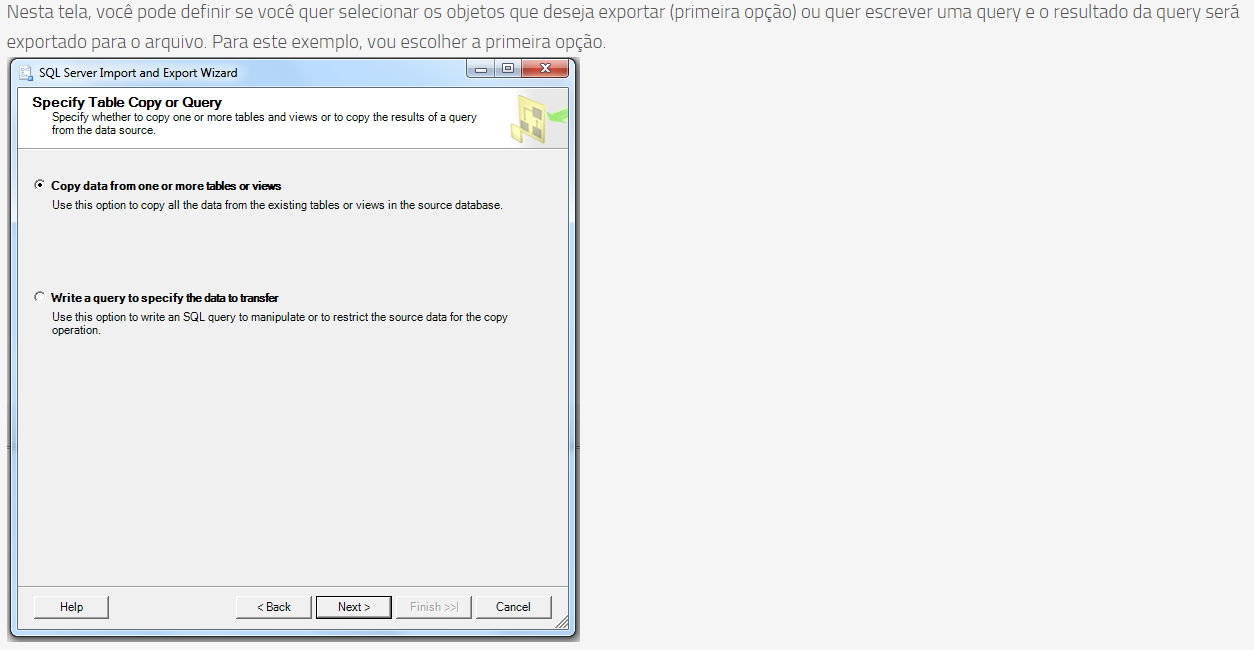 Nesta tela, você pode definir se você quer selecionar os objetos que deseja exportar (primeira opção) ou quer escrever uma query e o resultado da query será
exportado para o arquivo. Para este exemplo, vou escolher a primeira opção.
SQL Server Import and Export Wizard
Specify Table Copy or Query
Specify whether to copy one or more tables and views or to copy the results of a query
from the data source.
Copy data from one or more tables or views
Use this option to copy all the data from the existing tables or views in the source database.
Write a query to specify the data to transfer
Use this option to write an SQL query to manipulate or to restrict the source data for the copy
operation.
Help < Back Next > Finish >>| Cancel